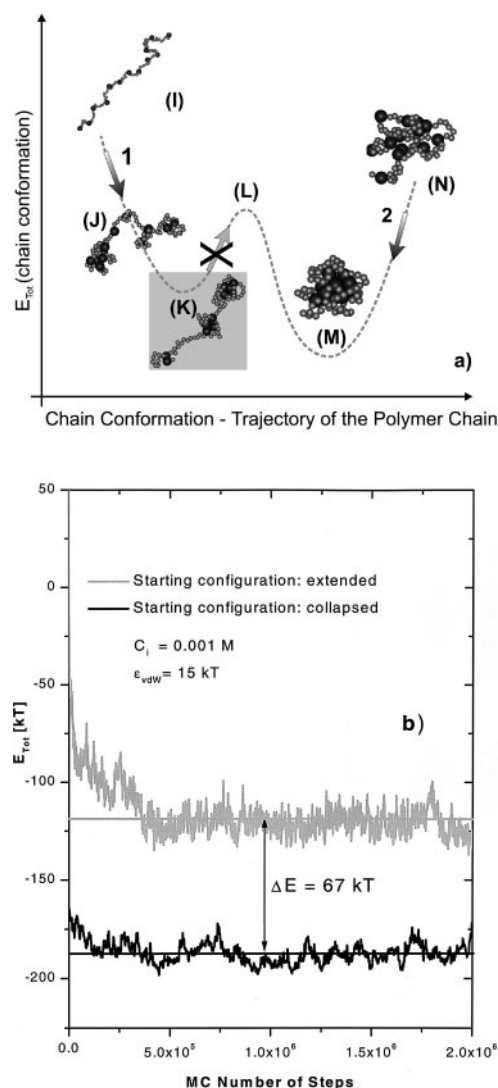 (I)
1
(J)
(L)
(N)
2
(K)
(M)
a)
E_Tot (chain conformation)
Chain Conformation - Trajectory of the Polymer Chain
50
0
-50
-100
-150
-200
E_Tot [kT]
Starting configuration: extended
Starting configuration: collapsed
C_i = 0.001 M
ε_vdW = 15 kT
b)
ΔE = 67 kT
0.0
5.0x10^5
1.0x10^6
1.5x10^6
2.0x10^6
MC Number of Steps